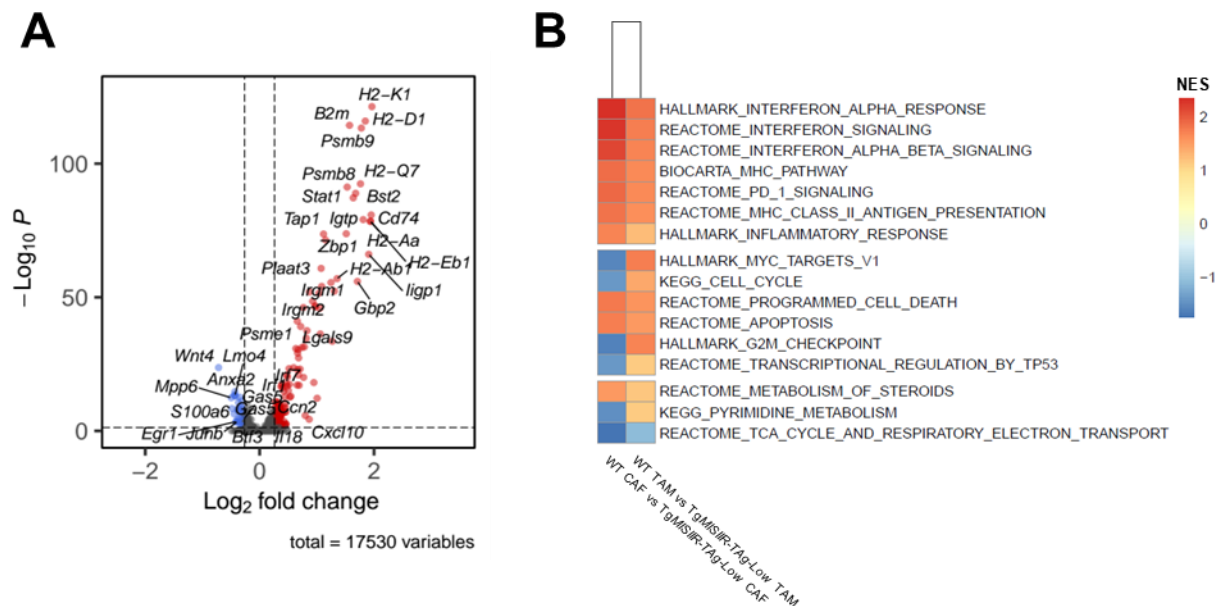 A
B
H2−K1
B2m
H2−D1
Psmb9
100
Psmb8
H2−Q7
Stat1
Bst2
Tap1
Igtp
Cd74
Zbp1
H2−Aa
H2−Eb1
Plaat3
H2−Ab1
Iigp1
Irgm1
Gbp2
50
Irgm2
Psme1
Lgals9
Wnt4
Lmo4
Anxa2
Irf7
Mpp6
Gas5
Irf1
S100a6
Gas5
Ccn2
Egr1
Junb
Btf3
Il18
Cxcl10
0
−Log10 P
−2
0
2
Log2 fold change
total = 17530 variables
NES
2
1
0
−1
HALLMARK_INTERFERON_ALPHA_RESPONSE
REACTOME_INTERFERON_SIGNALING
REACTOME_INTERFERON_ALPHA_BETA_SIGNALING
BIOCARTA_MHC_PATHWAY
REACTOME_PD_1_SIGNALING
REACTOME_MHC_CLASS_II_ANTIGEN_PRESENTATION
HALLMARK_INFLAMMATORY_RESPONSE
HALLMARK_MYC_TARGETS_V1
KEGG_CELL_CYCLE
REACTOME_PROGRAMMED_CELL_DEATH
REACTOME_APOPTOSIS
HALLMARK_G2M_CHECKPOINT
REACTOME_TRANSCRIPTIONAL_REGULATION_BY_TP53
REACTOME_METABOLISM_OF_STEROIDS
KEGG_PYRIMIDINE_METABOLISM
REACTOME_TCA_CYCLE_AND_RESPIRATORY_ELECTRON_TRANSPORT
WT CAF vs TgMISIIR-TAg-Low CAF
WT TAM vs TgMISIIR-TAg-Low TAM